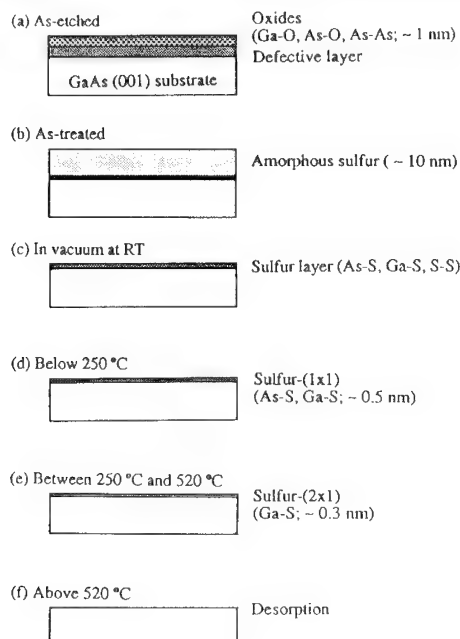 (a) As-etched
Oxides
(Ga-O, As-O, As-As; ~ 1 nm)
Defective layer
GaAs (001) substrate
(b) As-treated
Amorphous sulfur ( ~ 10 nm)
(c) In vacuum at RT
Sulfur layer (As-S, Ga-S, S-S)
(d) Below 250 °C
Sulfur-(1x1)
(As-S, Ga-S; ~ 0.5 nm)
(e) Between 250 °C and 520 °C
Sulfur-(2x1)
(Ga-S; ~ 0.3 nm)
(f) Above 520 °C
Desorption